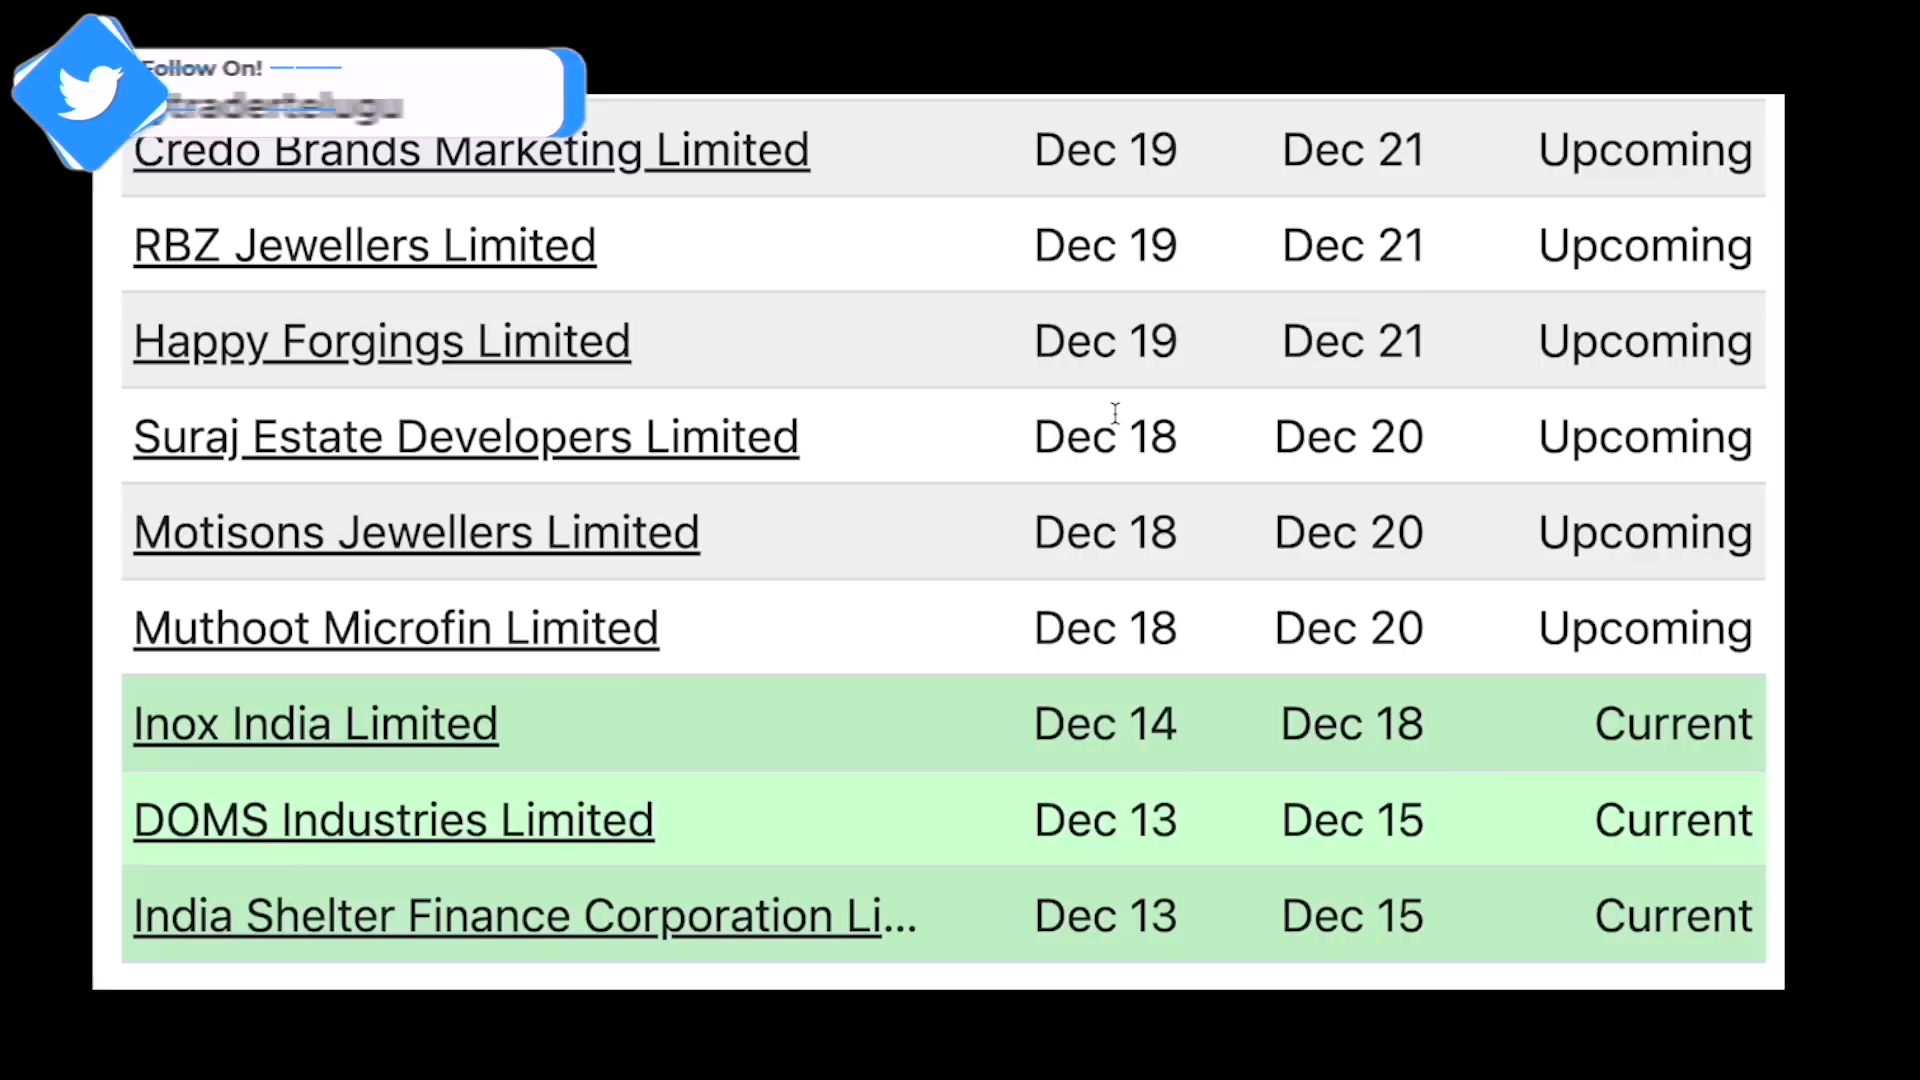 Follow On!
tradertelugu
Credo Brands Marketing Limited Dec 19 Dec 21 Upcoming
RBZ Jewellers Limited Dec 19 Dec 21 Upcoming
Happy Forgings Limited Dec 19 Dec 21 Upcoming
Suraj Estate Developers Limited Dec 18 Dec 20 Upcoming
Motisons Jewellers Limited Dec 18 Dec 20 Upcoming
Muthoot Microfin Limited Dec 18 Dec 20 Upcoming
Inox India Limited Dec 14 Dec 18 Current
DOMS Industries Limited Dec 13 Dec 15 Current
India Shelter Finance Corporation Li... Dec 13 Dec 15 Current